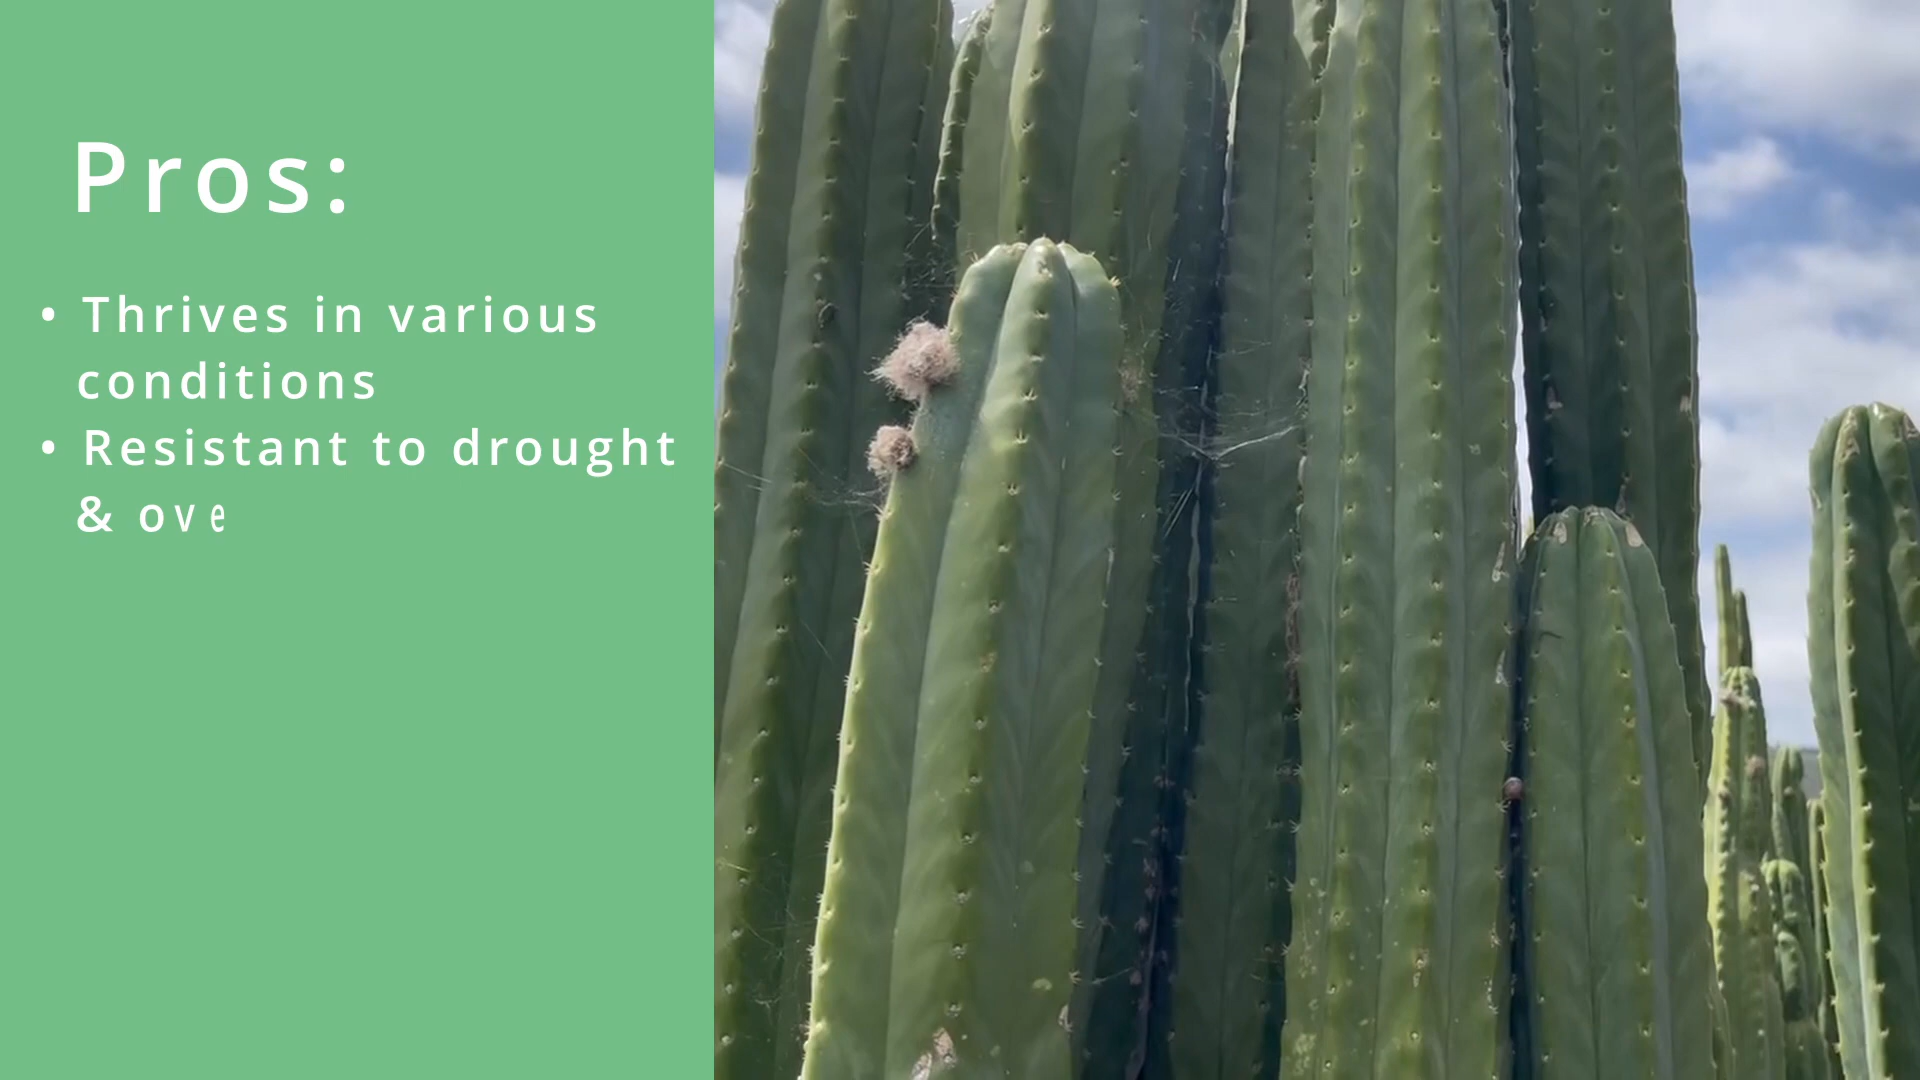 Pros:
• Thrives in various
conditions
• Resistant to drought
& ove